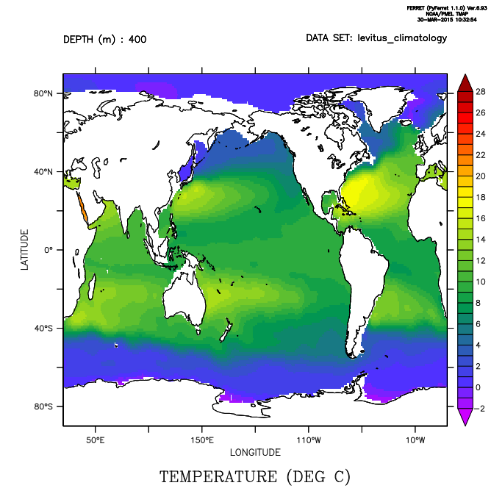 FERRET (PyFerret 1.1.0) Ver.6.93
NOAA/PMEL TMAP
30-MAR-2015 10:32:54
DEPTH (m) : 400
DATA SET: levitus_climatology
28
26
24
22
20
18
16
14
12
10
8
6
4
2
0
-2
80°N
40°N
0°
40°S
80°S
LATITUDE
50°E
150°E
110°W
10°W
LONGITUDE
TEMPERATURE (DEG C)